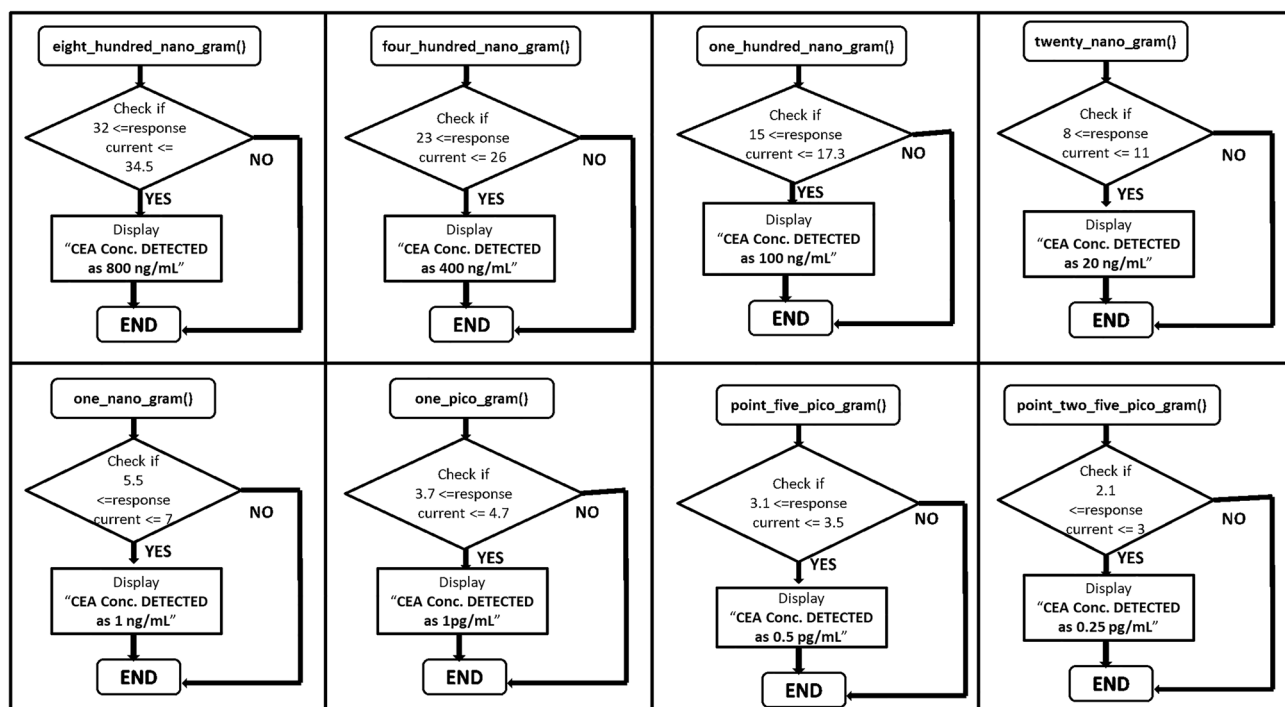 eight_hundred_nano_gram()
Check if
32 <=response
current <=
34.5
NO
YES
Display
“CEA Conc. DETECTED
as 800 ng/mL”
END
four_hundred_nano_gram()
Check if
23 <=response
current <= 26
NO
YES
Display
“CEA Conc. DETECTED
as 400 ng/mL”
END
one_hundred_nano_gram()
Check if
15 <=response
current <= 17.3
NO
YES
Display
“CEA Conc. DETECTED
as 100 ng/mL”
END
twenty_nano_gram()
Check if
8 <=response
current <= 11
NO
YES
Display
“CEA Conc. DETECTED
as 20 ng/mL”
END
one_nano_gram()
Check if
5.5
<=response
current <= 7
NO
YES
Display
“CEA Conc. DETECTED
as 1 ng/mL”
END
one_pico_gram()
Check if
3.7 <=response
current <= 4.7
NO
YES
Display
“CEA Conc. DETECTED
as 1pg/mL”
END
point_five_pico_gram()
Check if
3.1 <=response
current <= 3.5
NO
YES
Display
“CEA Conc. DETECTED
as 0.5 pg/mL”
END
point_two_five_pico_gram()
Check if
2.1
<=response
current <= 3
NO
YES
Display
“CEA Conc. DETECTED
as 0.25 pg/mL”
END